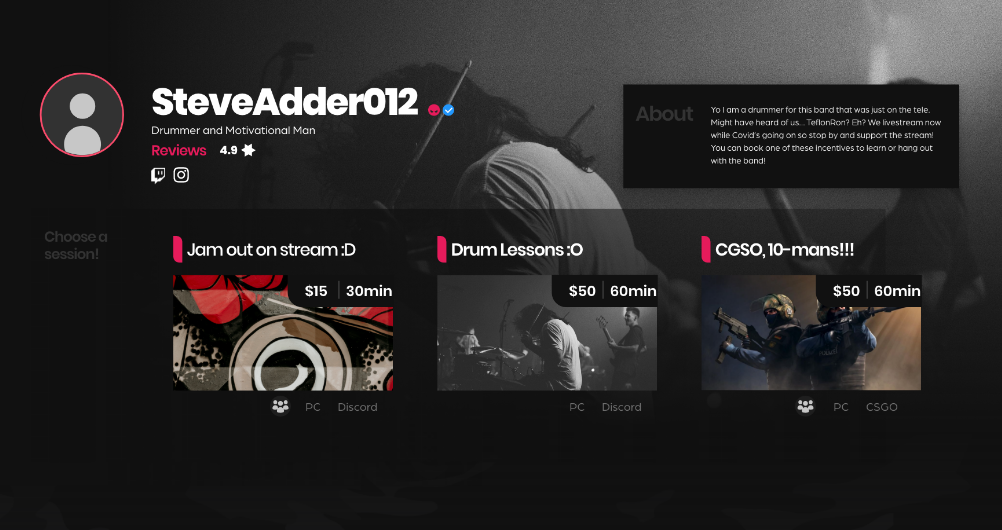 SteveAdder012
Drummer and Motivational Man
Reviews 4.9
About
Yo I am a drummer for this band that was just on the tele.
Might have heard of us... TeflonRon? Eh? We livestream now
while Covid's going on so stop by and support the stream!
You can book one of these incentives to learn or hang out
with the band!
Choose a
session!
Jam out on stream :D
$15 30min
PC Discord
Drum Lessons :O
$50 60min
PC Discord
CGSO, 10-mans!!!
$50 60min
PC CSGO